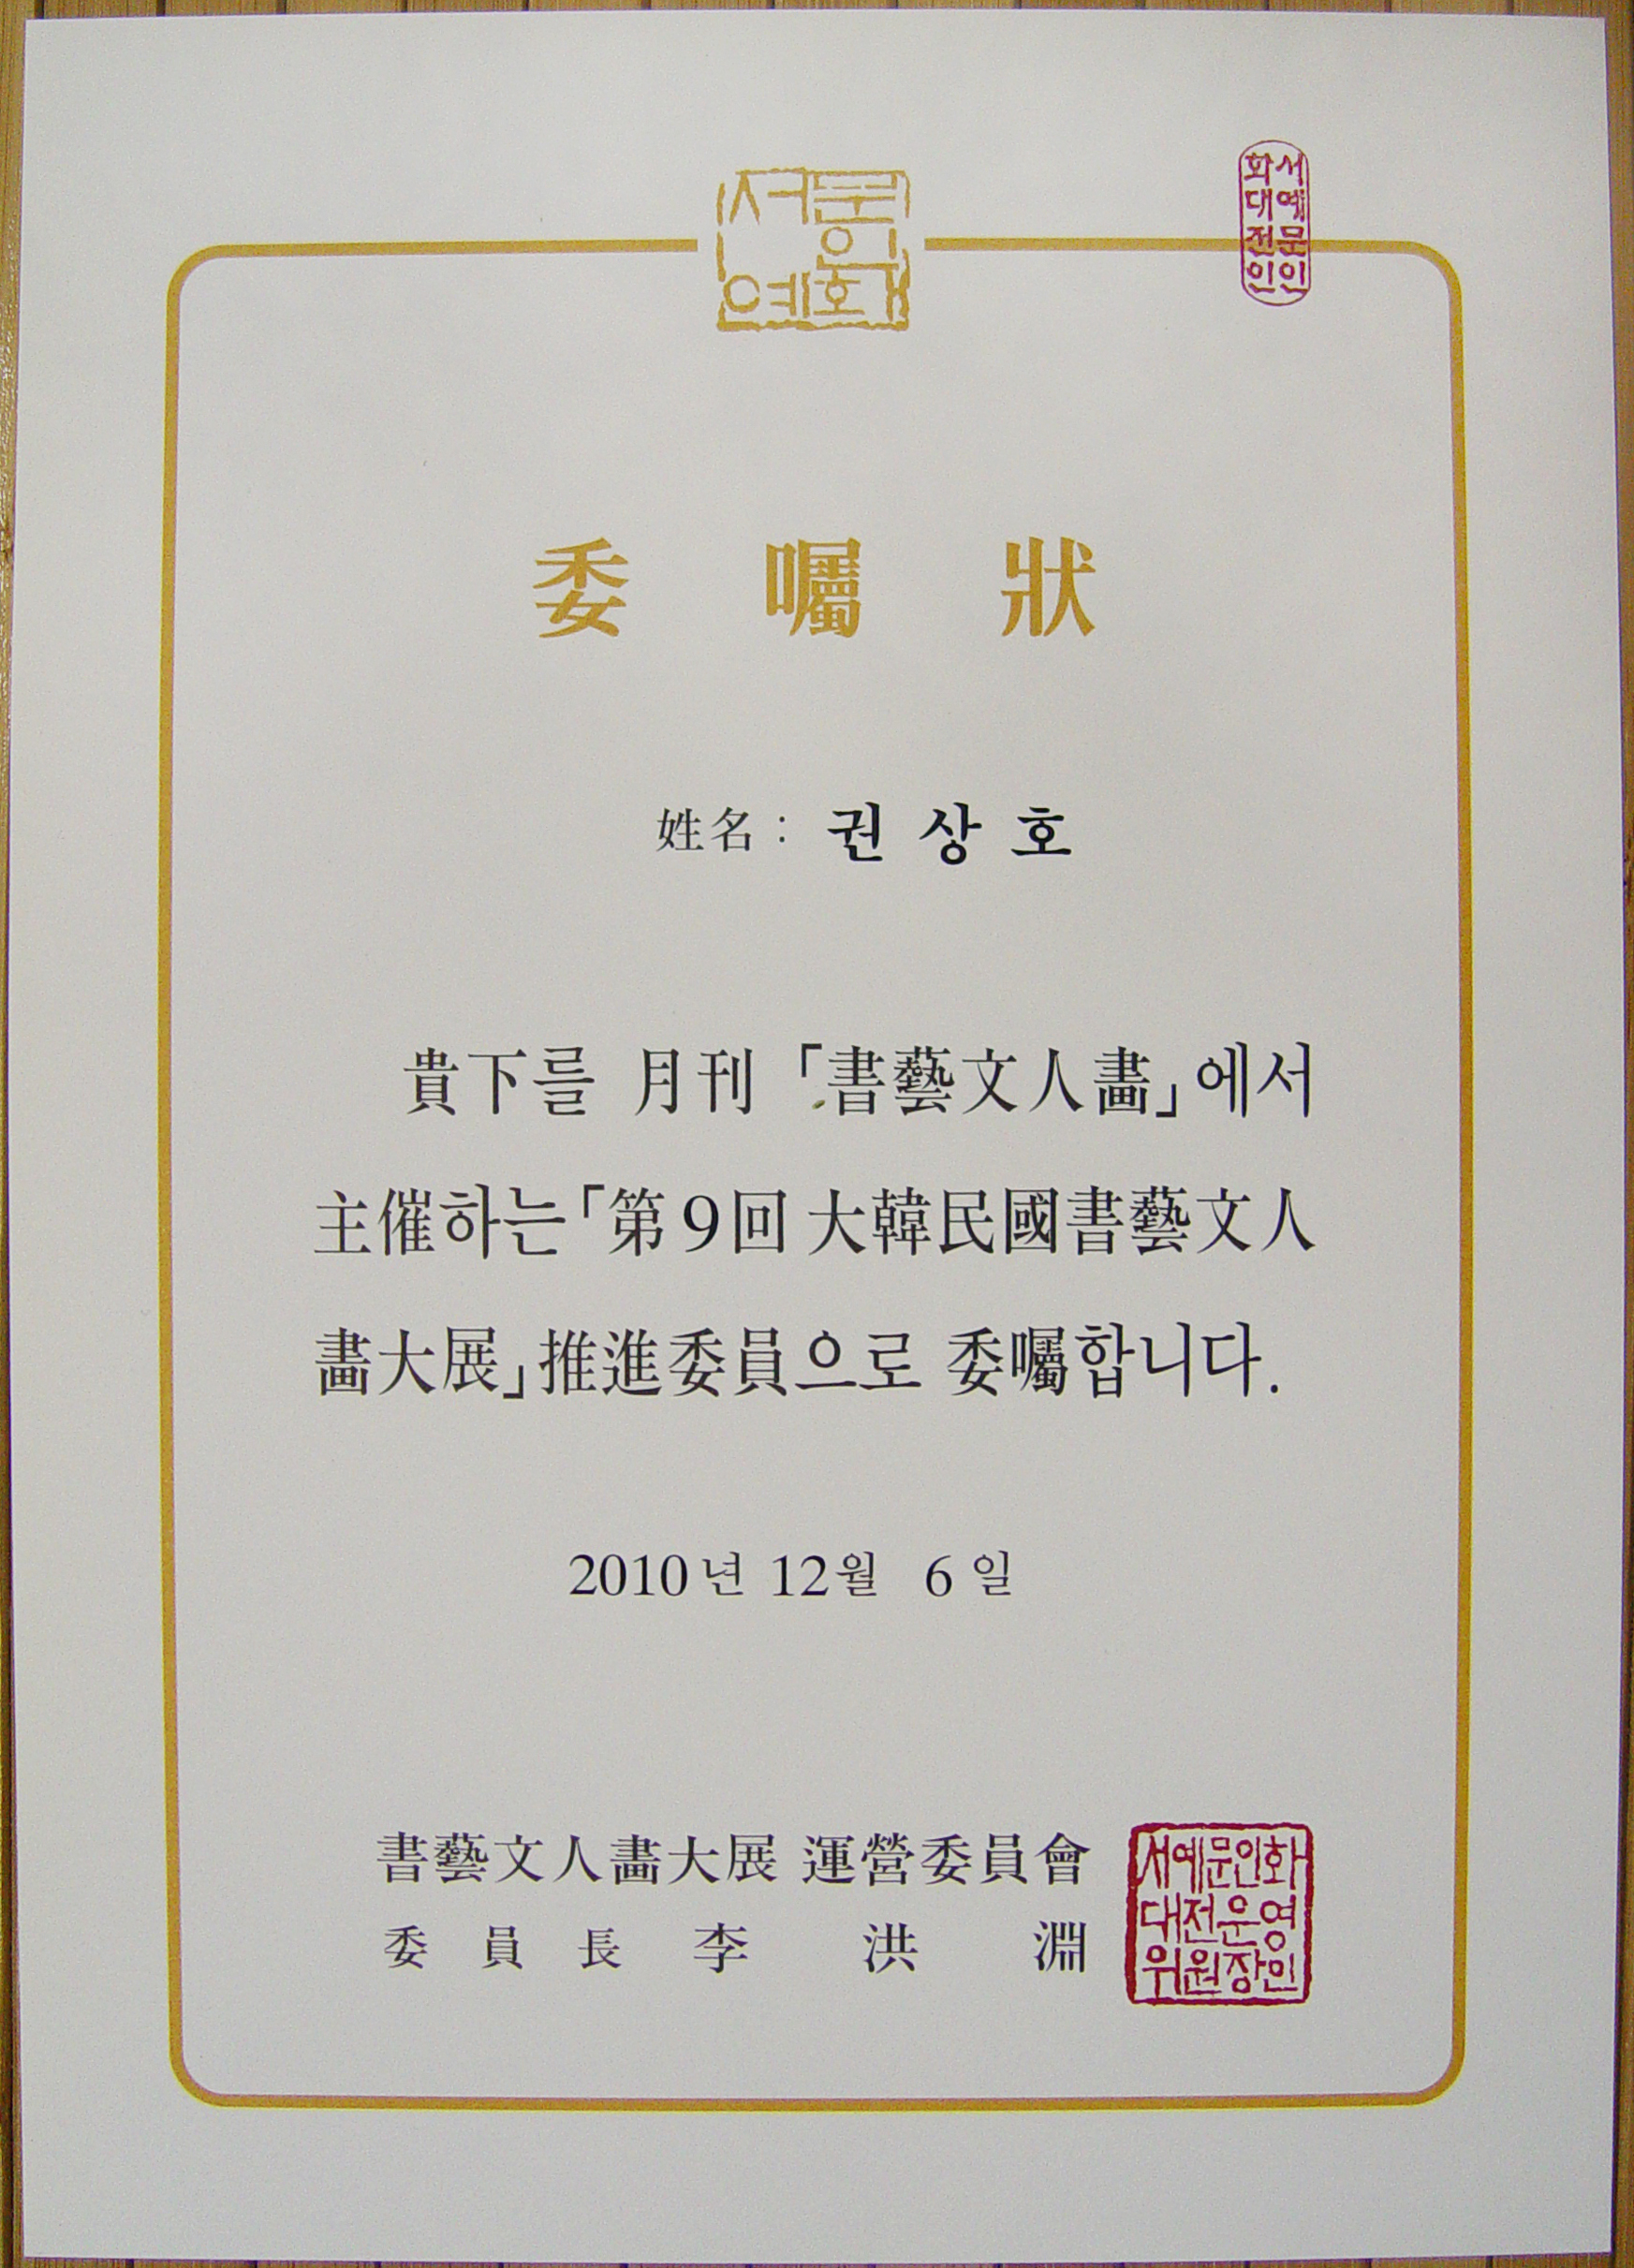 서예
문인화
서예문인
화대전인
委囑狀
姓名 : 권상호
貴下를 月刊 「書藝文人畵」에서
主催하는「第9回 大韓民國書藝文人
畵大展」推進委員으로 委囑합니다.
2010년 12월 6일
書藝文人畵大展 運營委員會
委員長 李洪淵
서예문인화
대전운영
위원장인